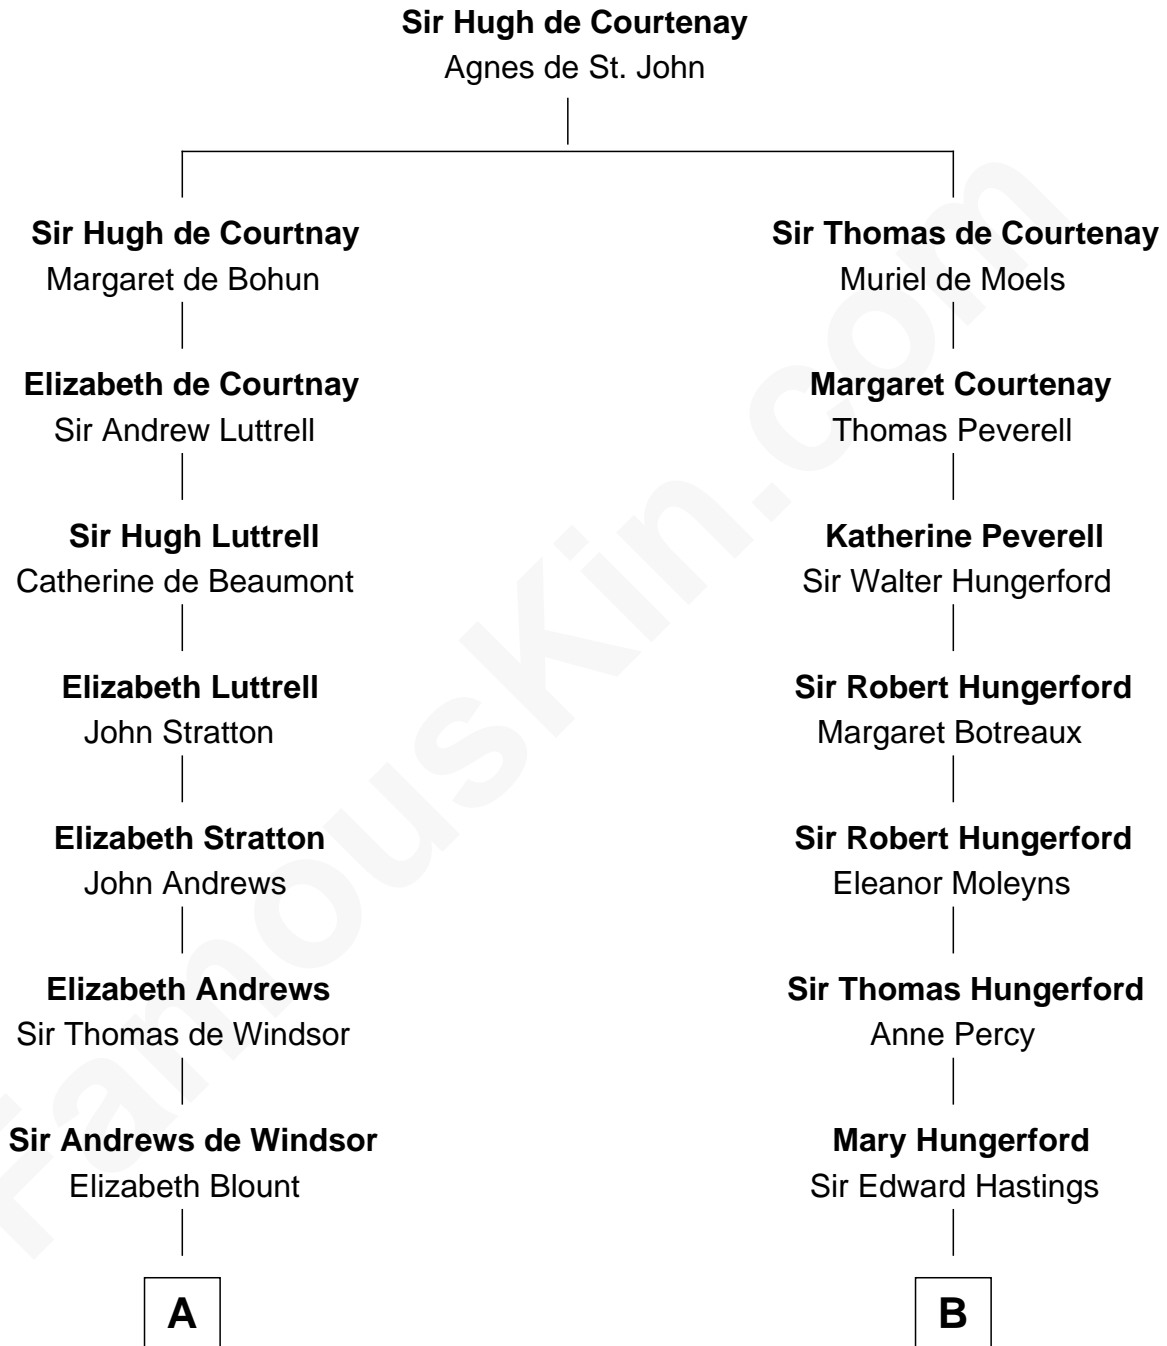 Sir Hugh de Courtenay
Agnes de St. John
Sir Hugh de Courtnay
Margaret de Bohun
Sir Thomas de Courtenay
Muriel de Moels
Elizabeth de Courtnay
Sir Andrew Luttrell
Margaret Courtenay
Thomas Peverell
Sir Hugh Luttrell
Catherine de Beaumont
Katherine Peverell
Sir Walter Hungerford
Elizabeth Luttrell
John Stratton
Sir Robert Hungerford
Margaret Botreaux
Elizabeth Stratton
John Andrews
Sir Robert Hungerford
Eleanor Moleyns
Elizabeth Andrews
Sir Thomas de Windsor
Sir Thomas Hungerford
Anne Percy
Sir Andrews de Windsor
Elizabeth Blount
Mary Hungerford
Sir Edward Hastings
A
B
FamousKin.com